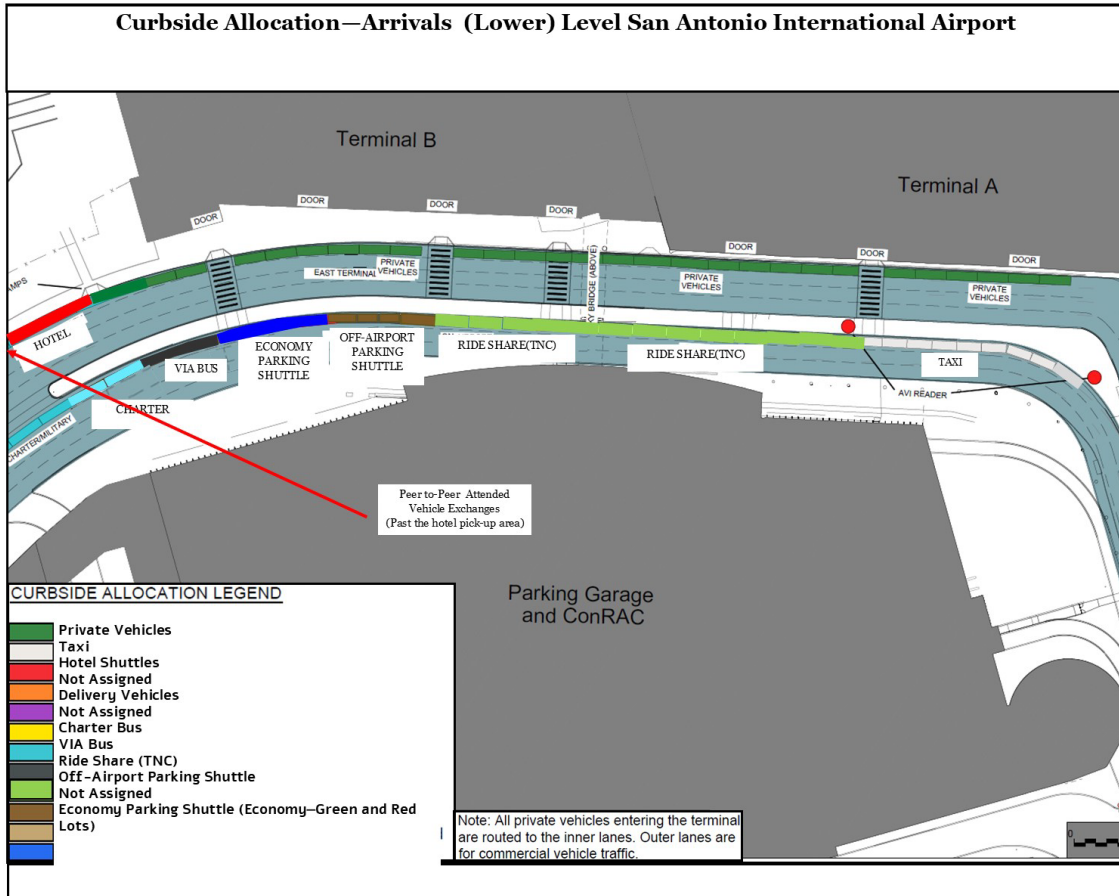 Curbside Allocation—Arrivals (Lower) Level San Antonio International Airport
Terminal B
Terminal A
DOOR
DOOR
DOOR
DOOR
DOOR
DOOR
DOOR
MPS
EAST TERMINAL
PRIVATE
VEHICLES
RY BRIDGE (ABOVE)
PRIVATE
VEHICLES
PRIVATE
VEHICLES
HOTEL
VIA BUS
ECONOMY
PARKING
SHUTTLE
OFF-AIRPORT
PARKING
SHUTTLE
RIDE SHARE(TNC)
RIDE SHARE(TNC)
TAXI
AVI READER
CHARTER
CHARTER/MILITARY
Peer to-Peer Attended
Vehicle Exchanges
(Past the hotel pick-up area)
Parking Garage
and ConRAC
CURBSIDE ALLOCATION LEGEND
Private Vehicles
Taxi
Hotel Shuttles
Not Assigned
Delivery Vehicles
Not Assigned
Charter Bus
VIA Bus
Ride Share (TNC)
Off-Airport Parking Shuttle
Not Assigned
Economy Parking Shuttle (Economy—Green and Red
Lots)
Note: All private vehicles entering the terminal
are routed to the inner lanes. Outer lanes are
for commercial vehicle traffic.
0